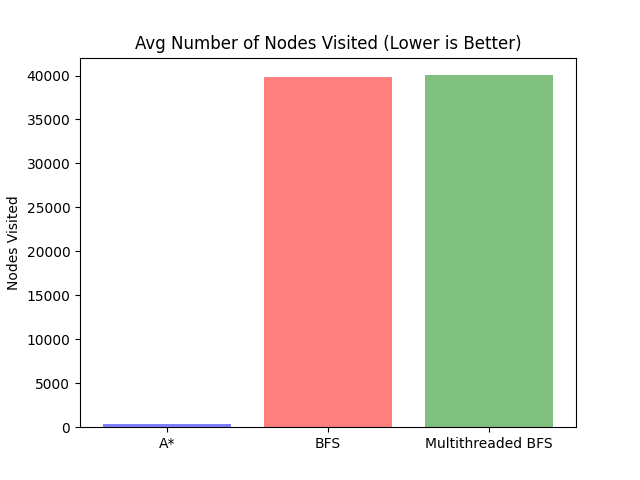 Avg Number of Nodes Visited (Lower is Better)
40000
35000
30000
25000
20000
15000
10000
5000
0
Nodes Visited
A*
BFS
Multithreaded BFS